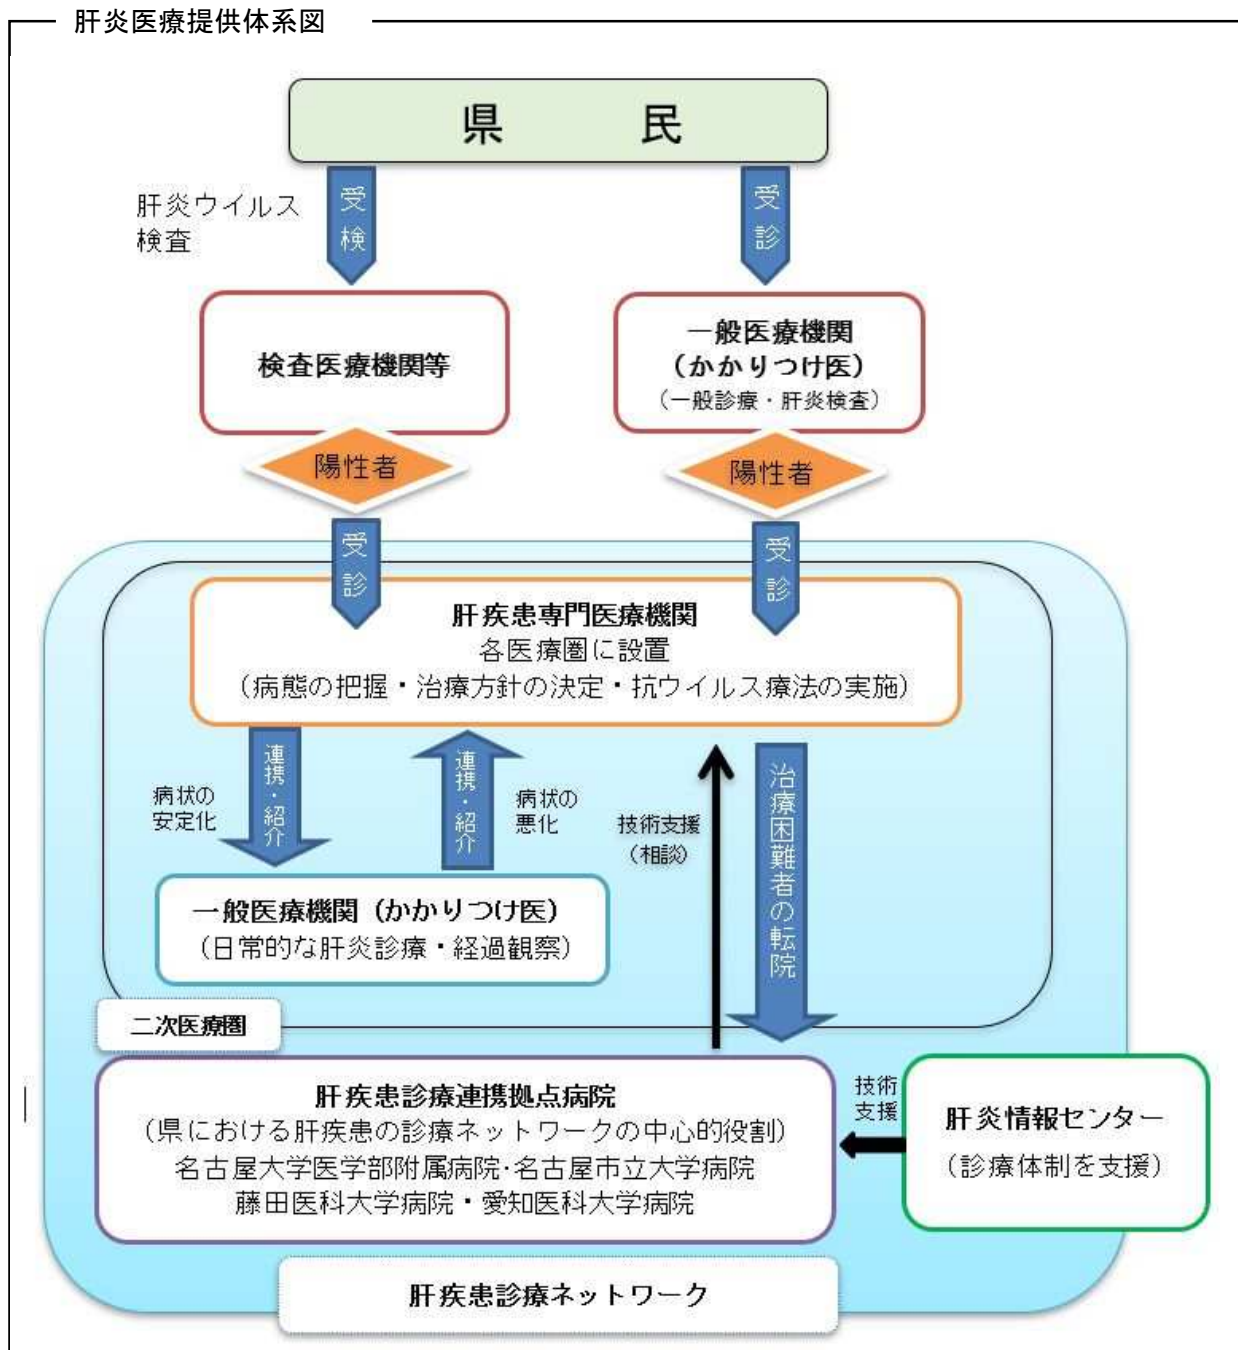 肝炎医療提供体系図
県　民
肝炎ウイルス
検査
受検
受診
検査医療機関等
一般医療機関
（かかりつけ医）
（一般診療・肝炎検査）
陽性者
陽性者
受診
受診
肝疾患専門医療機関
各医療圏に設置
（病態の把握・治療方針の決定・抗ウイルス療法の実施）
病状の
安定化
連携・紹介
連携・紹介
病状の
悪化
技術支援
（相談）
治療困難者の転院
一般医療機関（かかりつけ医）
（日常的な肝炎診療・経過観察）
二次医療圏
肝疾患診療連携拠点病院
（県における肝疾患の診療ネットワークの中心的役割）
名古屋大学医学部附属病院・名古屋市立大学病院
藤田医科大学病院・愛知医科大学病院
技術
支援
肝炎情報センター
（診療体制を支援）
肝疾患診療ネットワーク